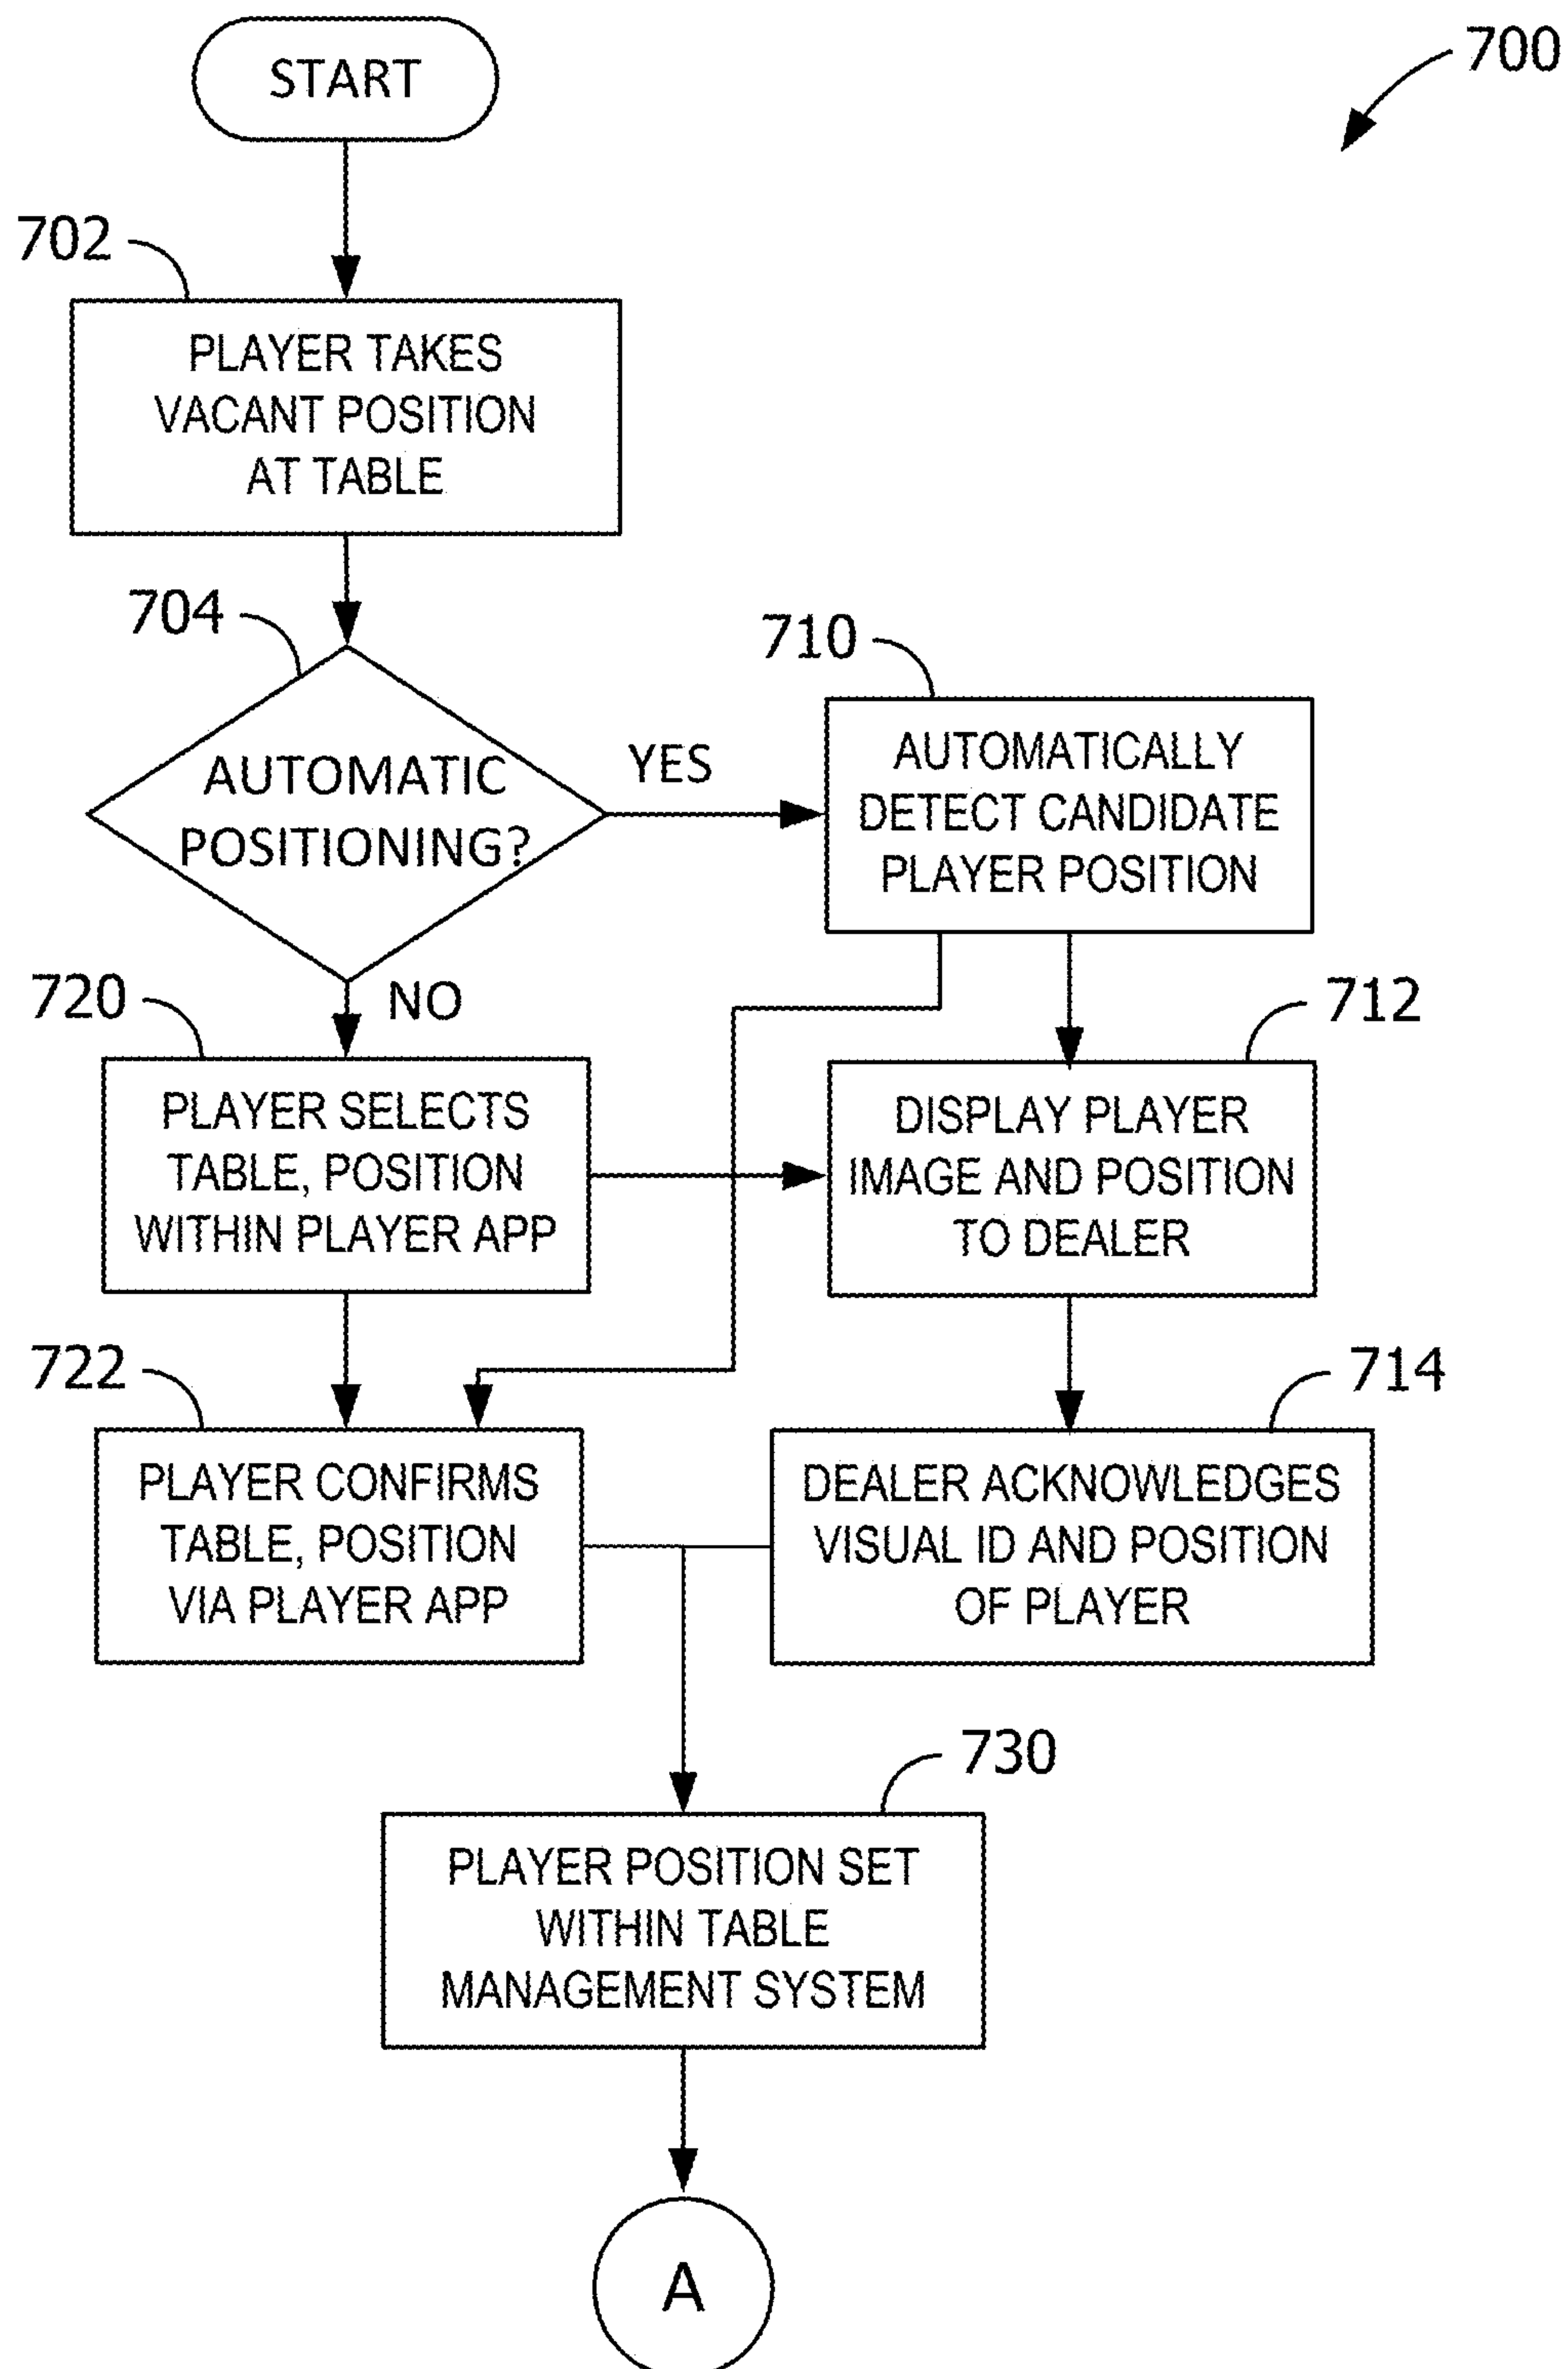 START
700
702
PLAYER TAKES
VACANT POSITION
AT TABLE
704
AUTOMATIC
POSITIONING?
YES
NO
710
AUTOMATICALLY
DETECT CANDIDATE
PLAYER POSITION
720
PLAYER SELECTS
TABLE, POSITION
WITHIN PLAYER APP
712
DISPLAY PLAYER
IMAGE AND POSITION
TO DEALER
722
PLAYER CONFIRMS
TABLE, POSITION
VIA PLAYER APP
714
DEALER ACKNOWLEDGES
VISUAL ID AND POSITION
OF PLAYER
730
PLAYER POSITION SET
WITHIN TABLE
MANAGEMENT SYSTEM
A